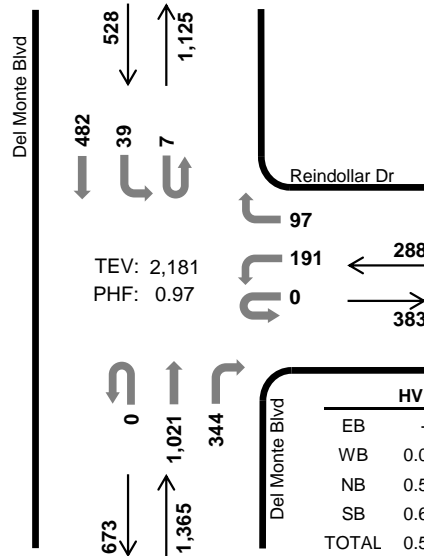 528
1,125
Del Monte Blvd
482
39
7
Reindollar Dr
97
TEV: 2,181
PHF: 0.97
191
288
0
383
0
1,021
344
Del Monte Blvd
673
1,365
HV
EB -
WB 0.0
NB 0.5
SB 0.6
TOTAL 0.5